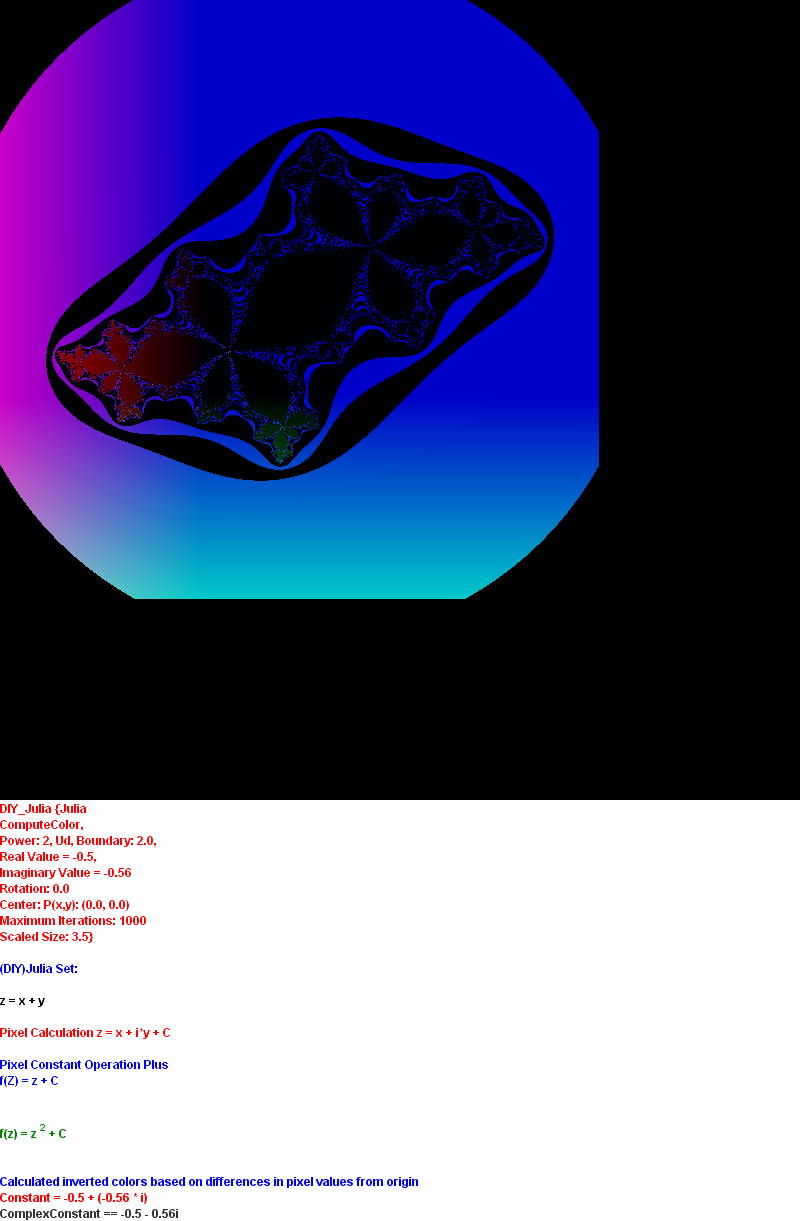 DIY_Julia {Julia
ComputeColor,
Power: 2, Ud, Boundary: 2.0,
Real Value = -0.5,
Imaginary Value = -0.56
Rotation: 0.0
Center: P(x,y): (0.0, 0.0)
Maximum Iterations: 1000
Scaled Size: 3.5}
(DIY)Julia Set:
z = x + y
Pixel Calculation z = x + i*y + C
Pixel Constant Operation Plus
f(Z) = z + C
f(z) = z 2 + C
Calculated inverted colors based on differences in pixel values from origin
Constant = -0.5 + (-0.56 * i)
ComplexConstant == -0.5 - 0.56i